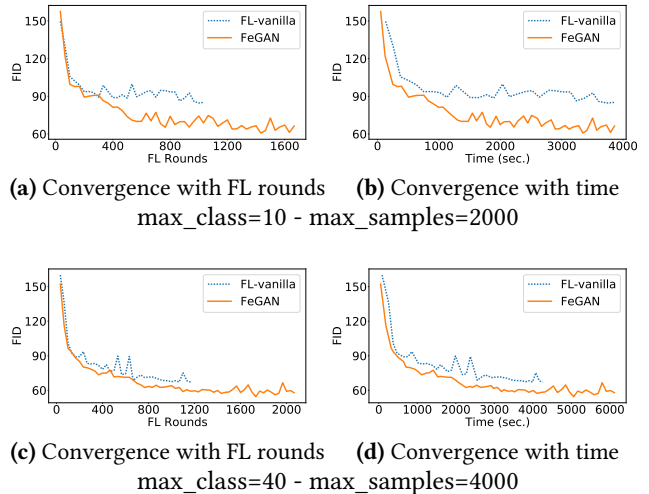 FL-vanilla
FeGAN
150
120
90
60
FID
0 400 800 1200 1600
FL Rounds
FL-vanilla
FeGAN
150
120
90
60
FID
0 1000 2000 3000 4000
Time (sec.)
(a) Convergence with FL rounds (b) Convergence with time
max_class=10 - max_samples=2000
FL-vanilla
FeGAN
150
120
90
60
FID
0 400 800 1200 1600 2000
FL Rounds
FL-vanilla
FeGAN
150
120
90
60
FID
0 1000 2000 3000 4000 5000 6000
Time (sec.)
(c) Convergence with FL rounds (d) Convergence with time
max_class=40 - max_samples=4000